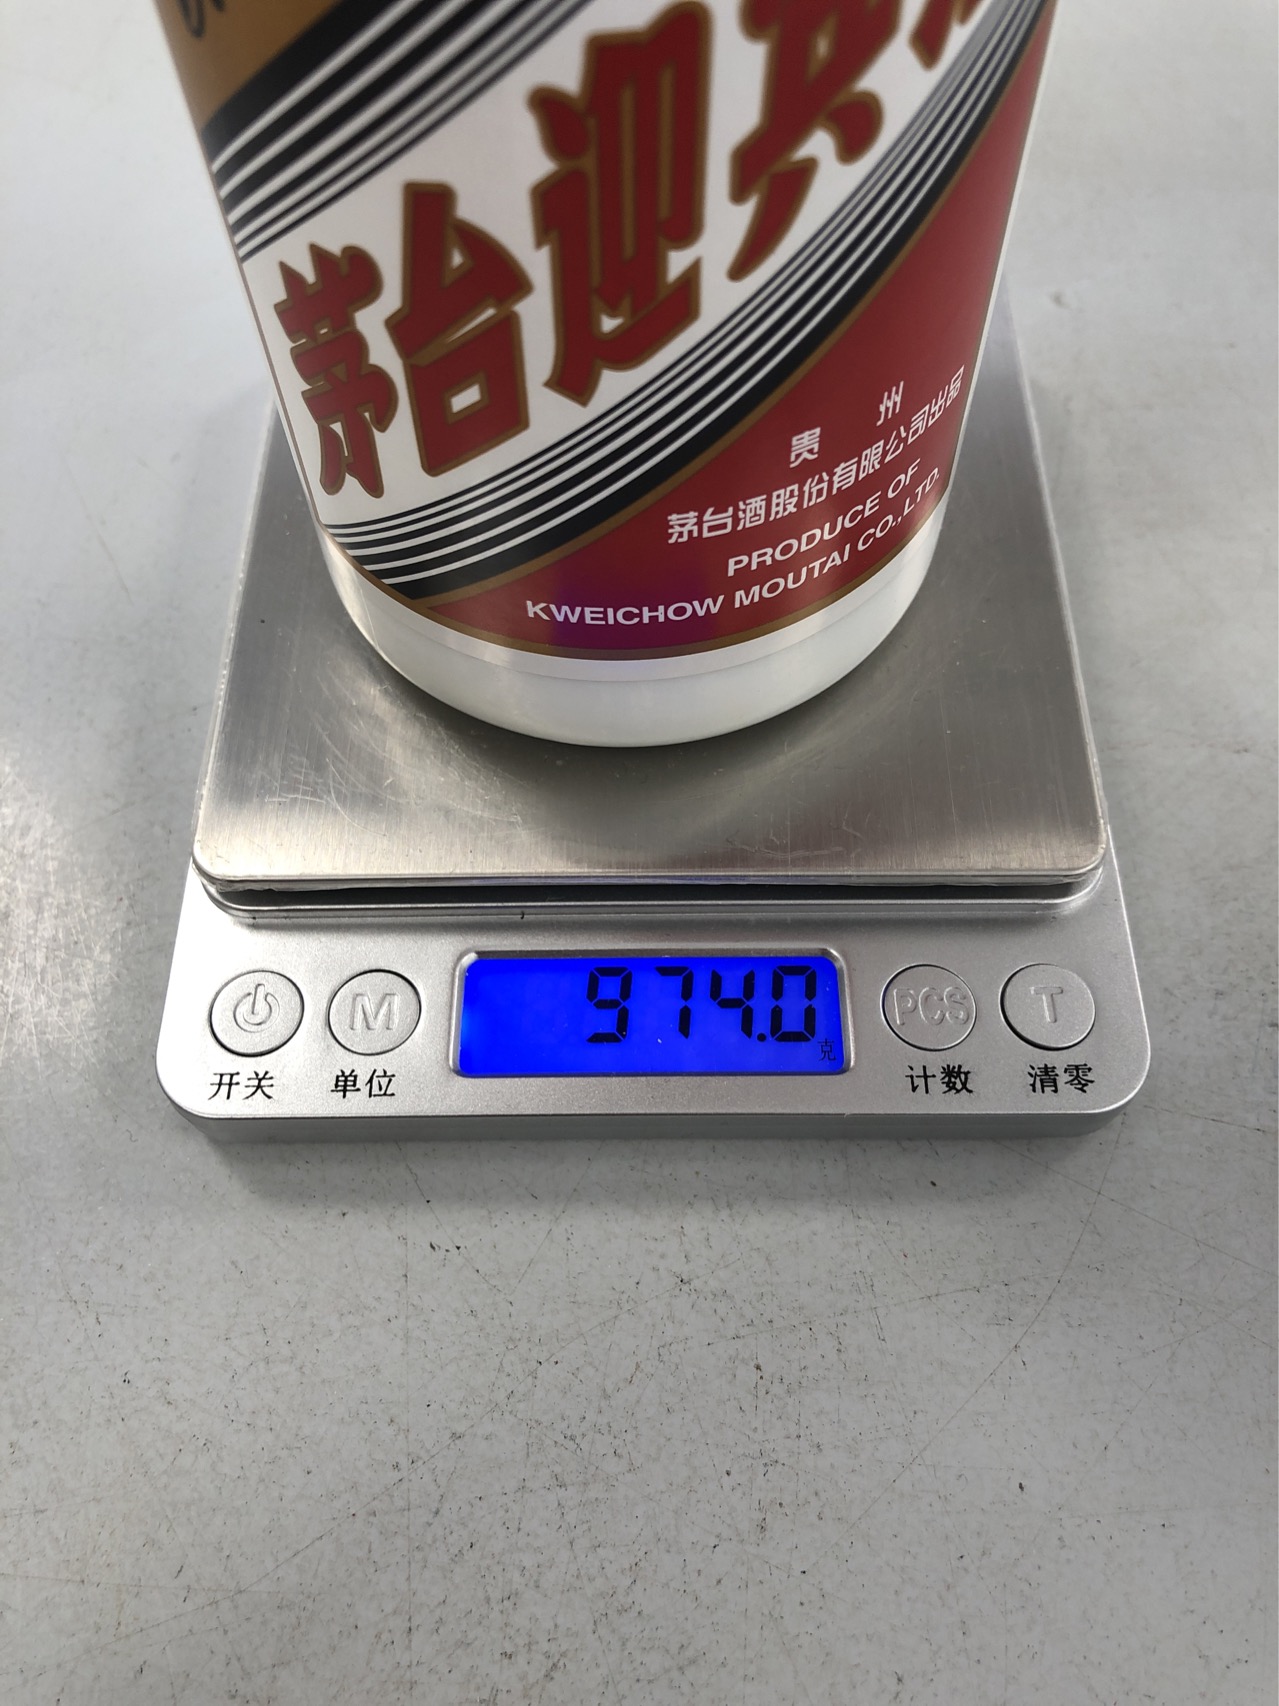 茅台迎宾
贵州
茅台酒股份有限公司出品
PRODUCE OF
KWEICHOW MOUTAI CO.,LTD.
974.0
克
M
PCS
T
开关
单位
计数
清零